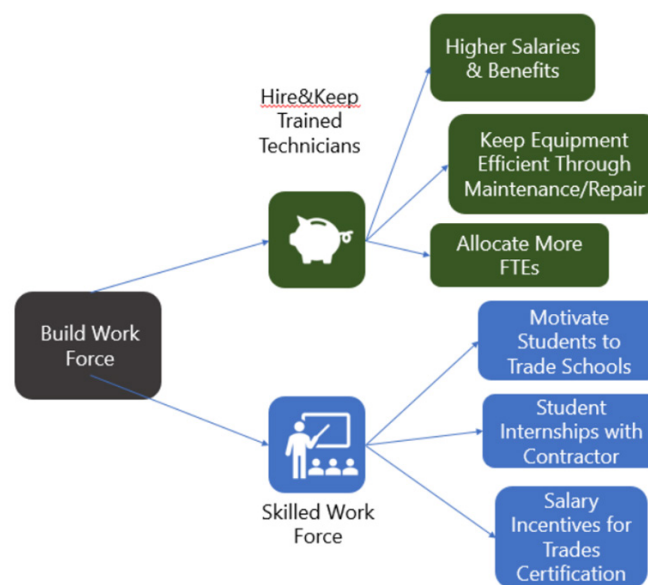 Higher Salaries
& Benefits
Hire&Keep
Trained
Technicians
Keep Equipment
Efficient Through
Maintenance/Repair
Allocate More
FTEs
Build Work
Force
Motivate
Students to
Trade Schools
Student
Internships with
Contractor
Skilled Work
Force
Salary
Incentives for
Trades
Certification